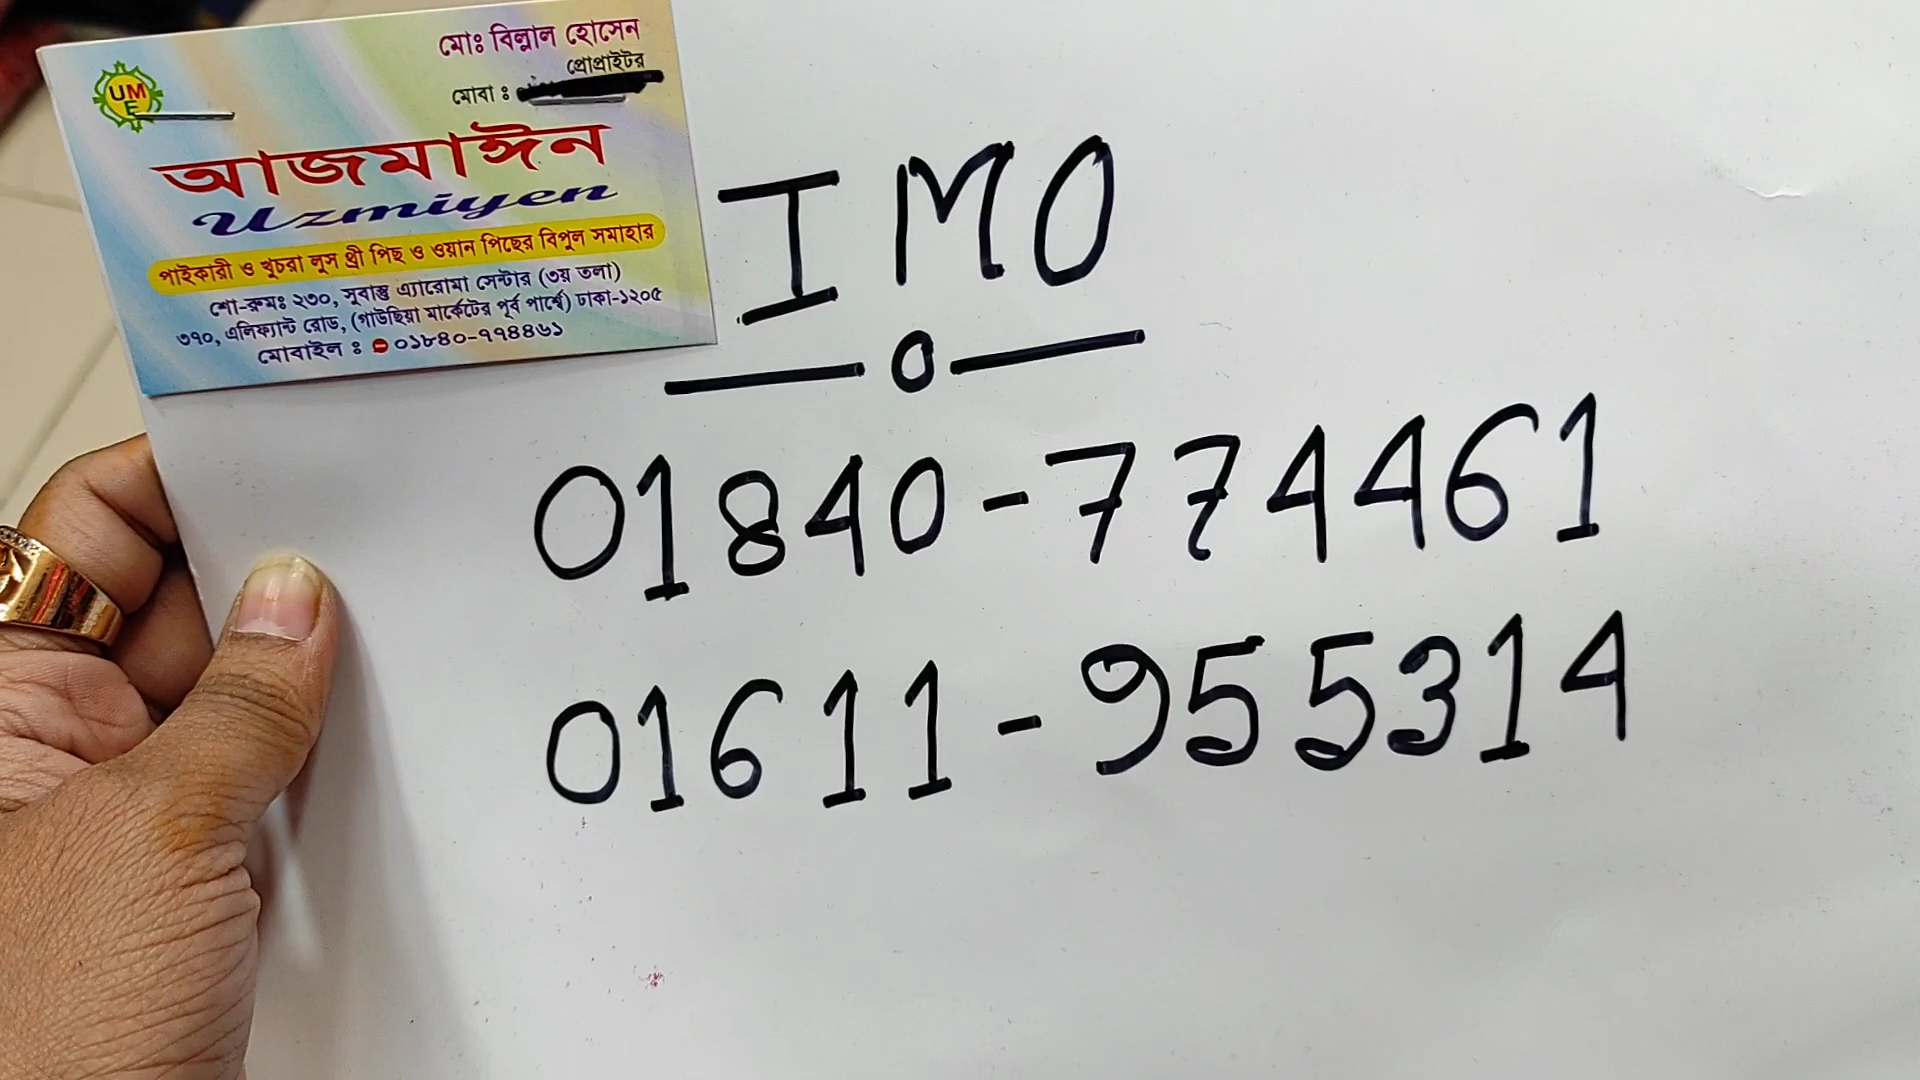 মোঃ বিল্লাল হোসেন
প্রোপ্রাইটর
মোবা :
UM
E
আজমাঈন
Uzmiyen
পাইকারী ও খুচরা লুস থ্রী পিছ ও ওয়ান পিছের বিপুল সমাহার
শো-রুমঃ ২৩০, সুবাস্তু এ্যারোমা সেন্টার (৩য় তলা)
৩৭০, এলিফ্যান্ট রোড, (গাউছিয়া মার্কেটের পূর্ব পার্শ্বে) ঢাকা-১২০৫
মোবাইল : ০১৮৪০-৭৭৪৪৬১
IMO
01840-774461
01611-955314